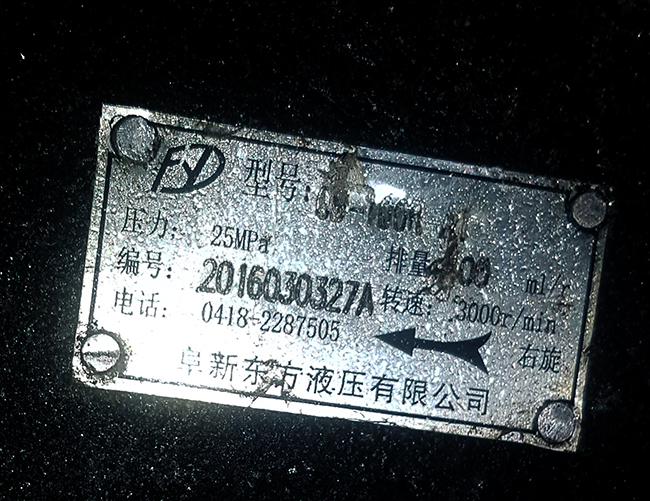 FYD 型号:
压力: 25MPa 排量 ml/r
编号: 2016030327A 转速: 3000r/min
电话: 0418-2287505 右旋
阜新东方液压有限公司